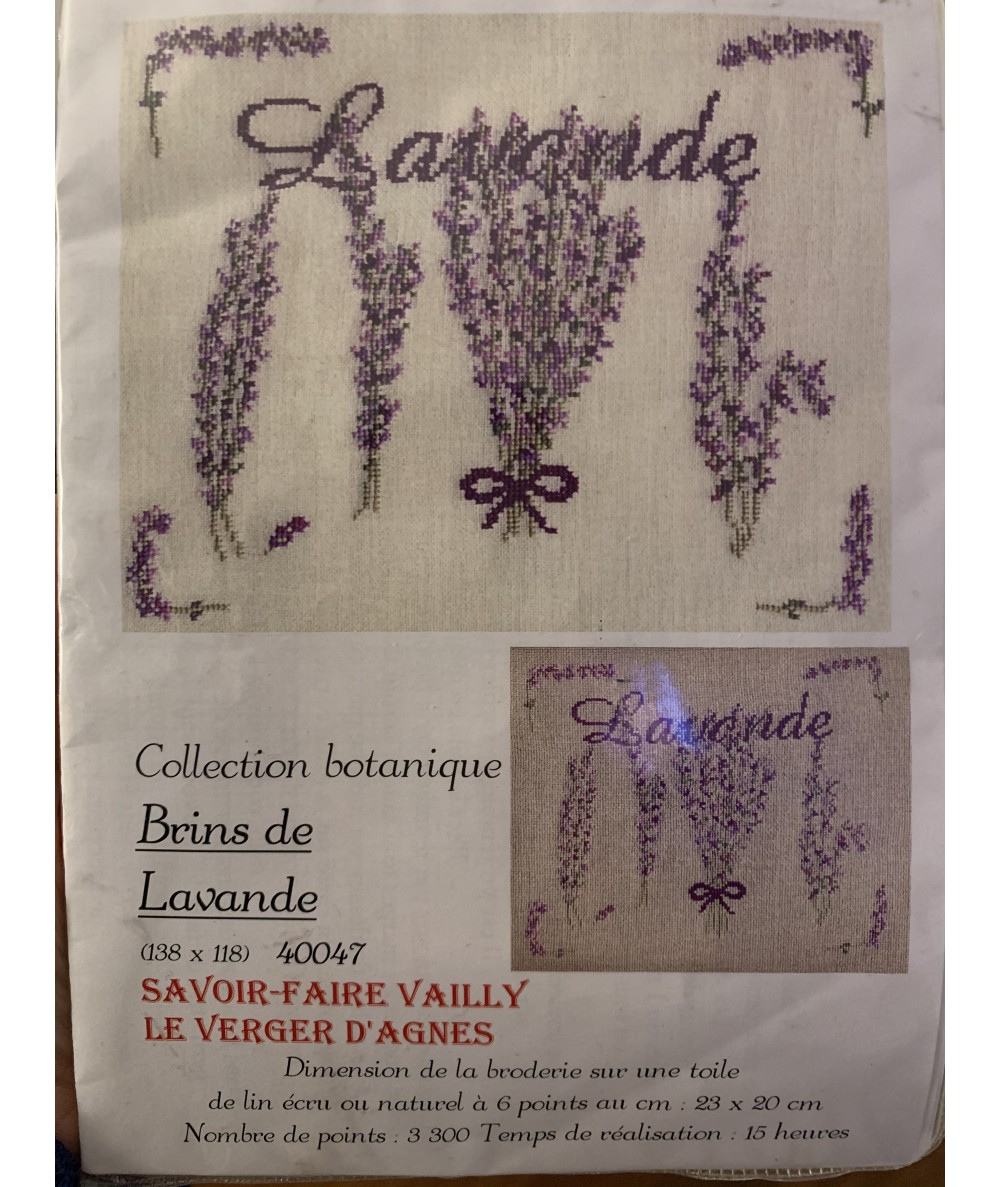 Lavande
Lavande
Collection botanique
Brins de
Lavande
(138 x 118) 40047
SAVOIR-FAIRE VAILLY
LE VERGER D'AGNES
Dimension de la broderie sur une toile
de lin écru ou naturel à 6 points au cm : 23 x 20 cm
Nombre de points : 3 300 Temps de réalisation : 15 heures